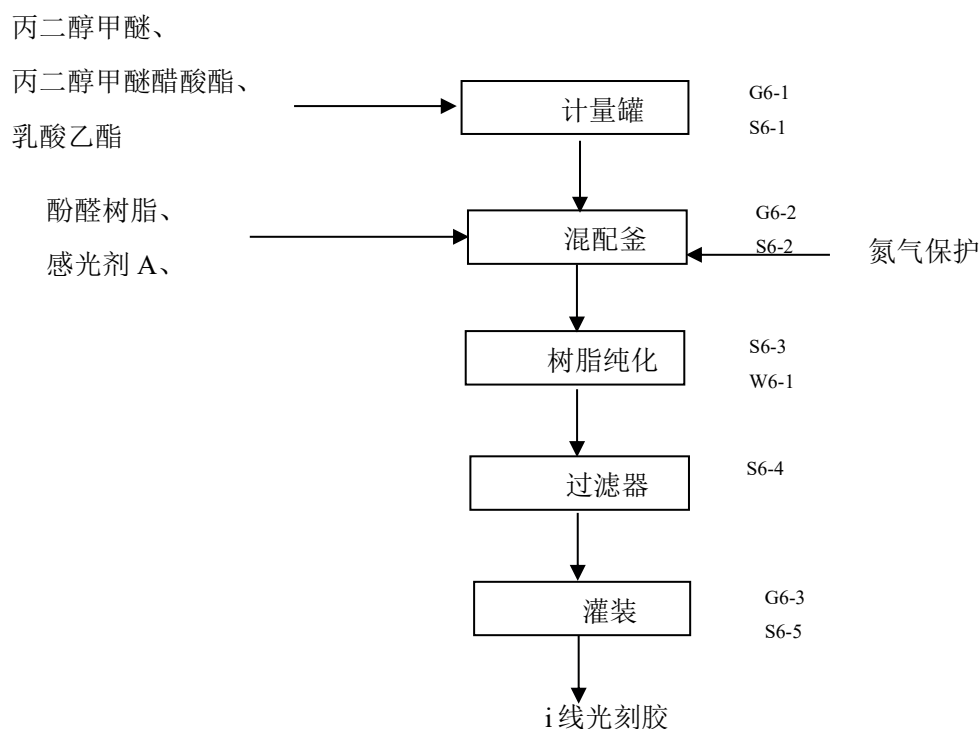 丙二醇甲醚、
丙二醇甲醚醋酸酯、
乳酸乙酯
计量罐
G6-1
S6-1
酚醛树脂、
感光剂 A、
混配釜
G6-2
S6-2
氮气保护
树脂纯化
S6-3
W6-1
过滤器
S6-4
灌装
G6-3
S6-5
i 线光刻胶